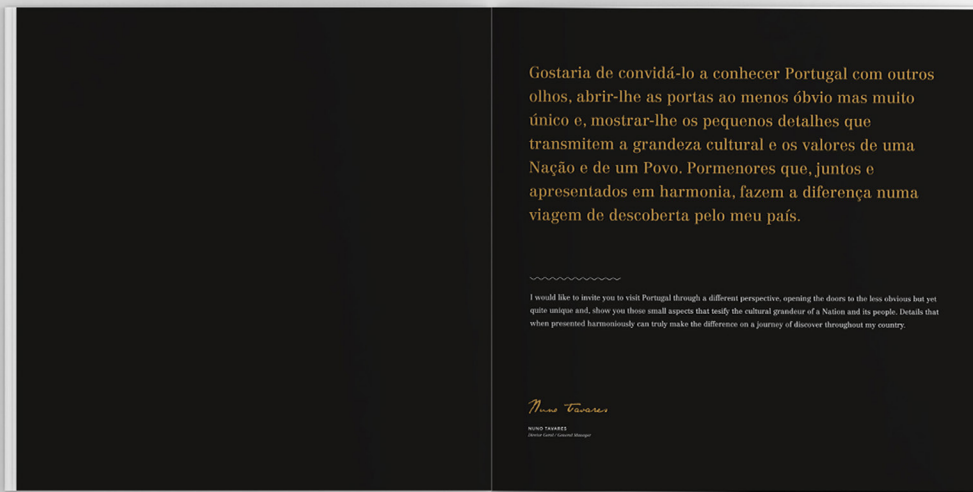 Gostaria de convidá-lo a conhecer Portugal com outros
olhos, abrir-lhe as portas ao menos óbvio mas muito
único e, mostrar-lhe os pequenos detalhes que
transmitem a grandeza cultural e os valores de uma
Nação e de um Povo. Pormenores que, juntos e
apresentados em harmonia, fazem a diferença numa
viagem de descoberta pelo meu país.
I would like to invite you to visit Portugal through a different perspective, opening the doors to the less obvious but yet
quite unique and, show you those small aspects that tesify the cultural grandeur of a Nation and its people. Details that
when presented harmoniously can truly make the difference on a journey of discover throughout my country.
Nuno Tavares
NUNO TAVARES
Diretor Geral / General Manager